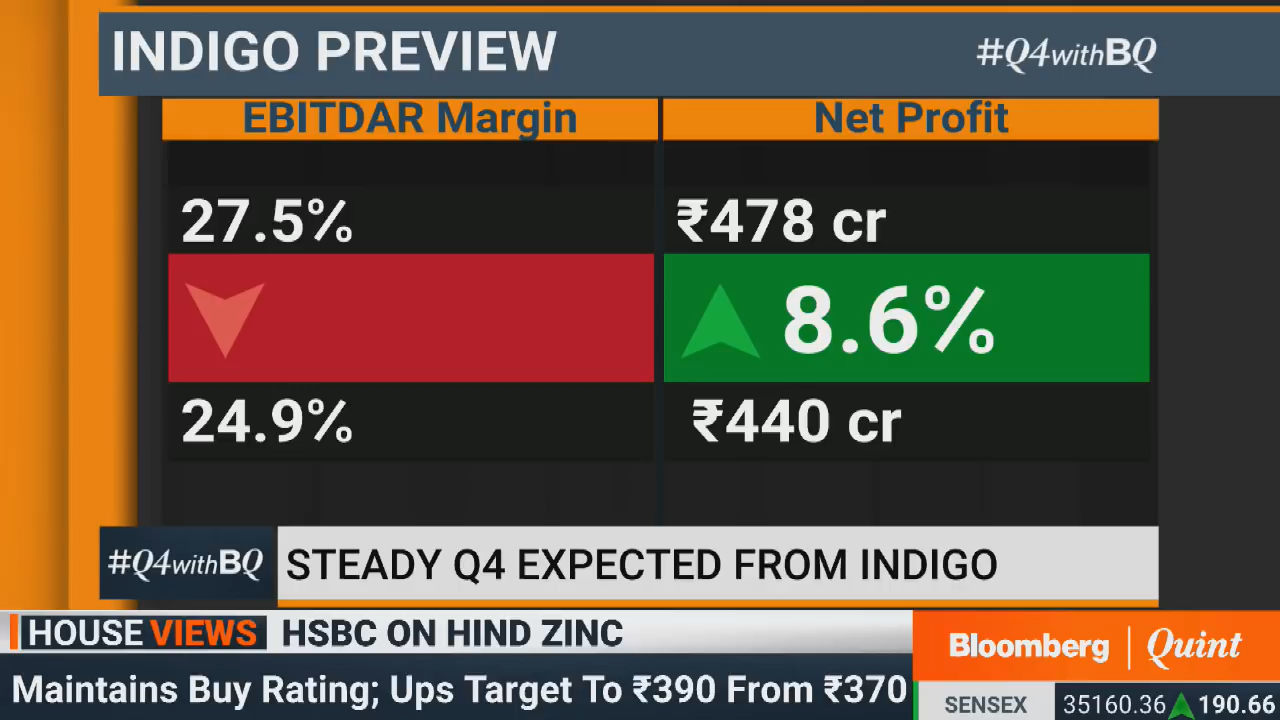 INDIGO PREVIEW
#Q4withBQ
EBITDAR Margin
Net Profit
27.5%
₹478 cr
8.6%
24.9%
₹440 cr
#Q4withBQ
STEADY Q4 EXPECTED FROM INDIGO
HOUSE VIEWS
HSBC ON HIND ZINC
Maintains Buy Rating; Ups Target To ₹390 From ₹370
Bloomberg | Quint
SENSEX
35160.36 190.66